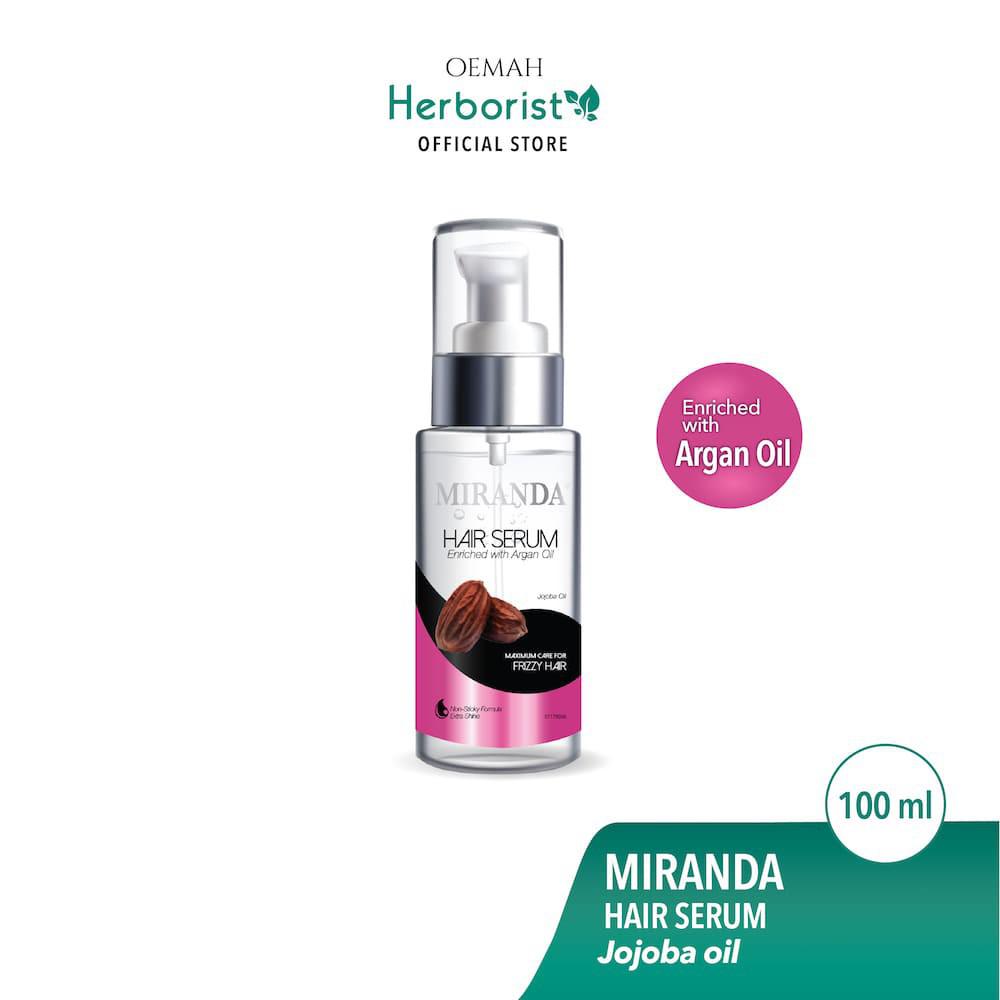 OEMAH
Herborist
OFFICIAL STORE
Enriched
with
Argan Oil
MIRANDA
HAIR SERUM
Enriched with Argan Oil
Jojoba Oil
MAXIMUM CARE FOR
FRIZZY HAIR
Non-Sticky Formula
Extra Shine
100 ml
MIRANDA
HAIR SERUM
Jojoba oil